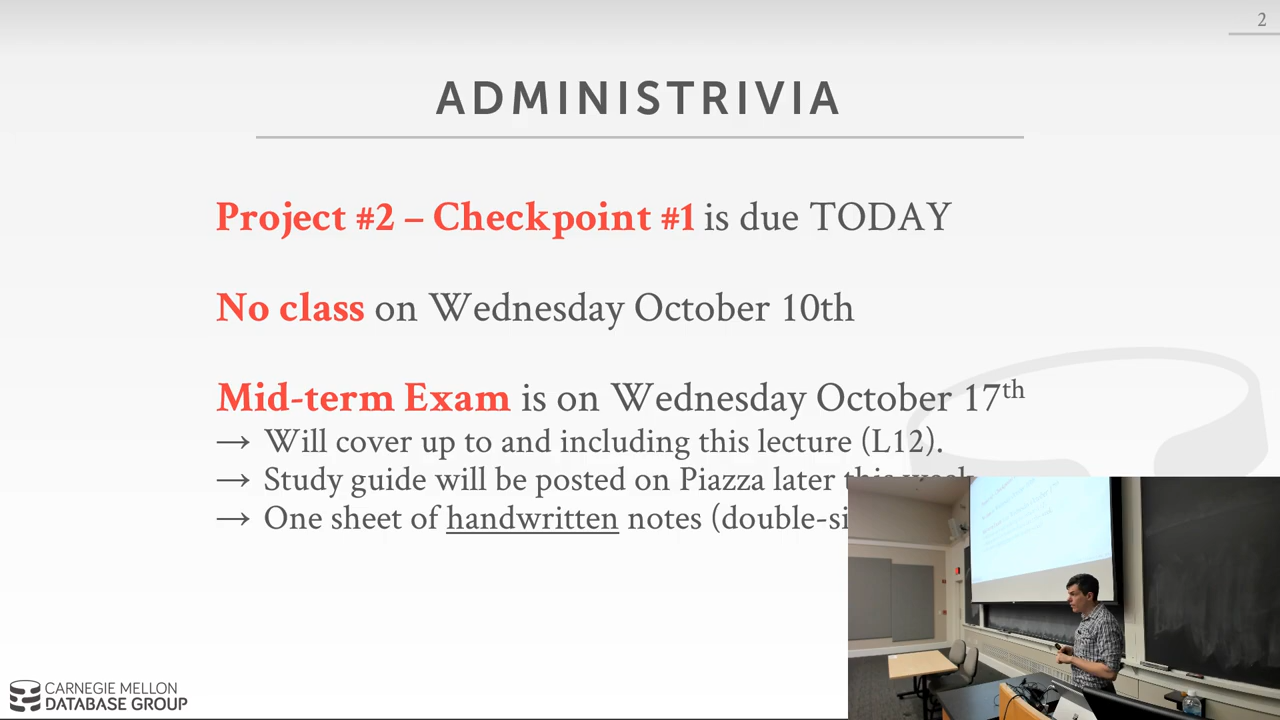 2
ADMINISTRIVIA
Project #2 – Checkpoint #1 is due TODAY
No class on Wednesday October 10th
Mid-term Exam is on Wednesday October 17th
→ Will cover up to and including this lecture (L12).
→ Study guide will be posted on Piazza later this week
→ One sheet of handwritten notes
CARNEGIE MELLON
DATABASE GROUP